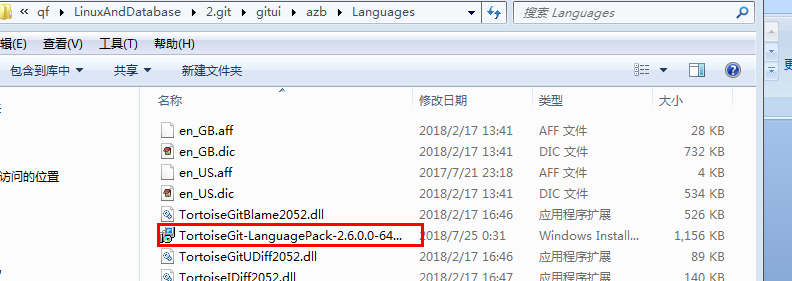 qf LinuxAndDatabase 2.git gitui azb Languages 搜索 Languages
辑(E) 查看(V) 工具(T) 帮助(H)
包含到库中 共享 新建文件夹
名称 修改日期 类型 大小
en_GB.aff 2018/2/17 13:41 AFF 文件 28 KB
en_GB.dic 2018/2/17 13:41 DIC 文件 732 KB
en_US.aff 2017/7/21 23:18 AFF 文件 4 KB
访问的位置
en_US.dic 2018/2/17 13:41 DIC 文件 680 KB
TortoiseGitBlame2052.dll 2018/2/17 16:46 应用程序扩展 526 KB
TortoiseGit-LanguagePack-2.6.0.0-64... 2018/7/25 0:31 Windows Install... 1,156 KB
TortoiseGitUDiff2052.dll 2018/2/17 16:46 应用程序扩展 89 KB
TortoiseIDiff2052.dll 2018/2/17 16:47 应用程序扩展 140 KB